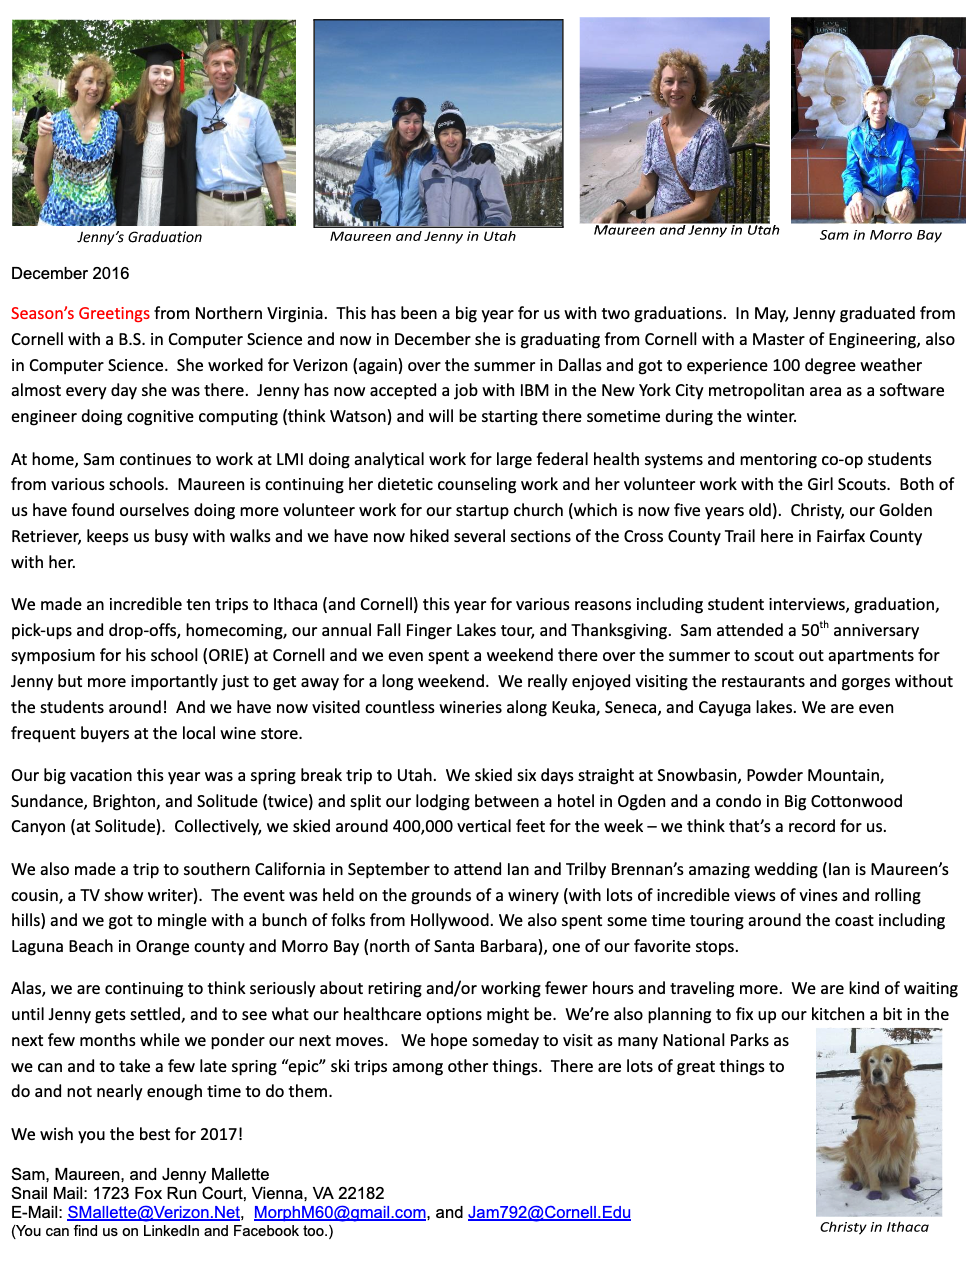 Jenny's Graduation
Maureen and Jenny in Utah
Maureen and Jenny in Utah
Sam in Morro Bay
December 2016
Season's Greetings from Northern Virginia.  This has been a big year for us with two graduations.  In May, Jenny graduated from
Cornell with a B.S. in Computer Science and now in December she is graduating from Cornell with a Master of Engineering, also
in Computer Science.  She worked for Verizon (again) over the summer in Dallas and got to experience 100 degree weather
almost every day she was there.  Jenny has now accepted a job with IBM in the New York City metropolitan area as a software
engineer doing cognitive computing (think Watson) and will be starting there sometime during the winter.
At home, Sam continues to work at LMI doing analytical work for large federal health systems and mentoring co-op students
from various schools.  Maureen is continuing her dietetic counseling work and her volunteer work with the Girl Scouts.  Both of
us have found ourselves doing more volunteer work for our startup church (which is now five years old).  Christy, our Golden
Retriever, keeps us busy with walks and we have now hiked several sections of the Cross County Trail here in Fairfax County
with her.
We made an incredible ten trips to Ithaca (and Cornell) this year for various reasons including student interviews, graduation,
pick-ups and drop-offs, homecoming, our annual Fall Finger Lakes tour, and Thanksgiving.  Sam attended a 50th anniversary
symposium for his school (ORIE) at Cornell and we even spent a weekend there over the summer to scout out apartments for
Jenny but more importantly just to get away for a long weekend.  We really enjoyed visiting the restaurants and gorges without
the students around!  And we have now visited countless wineries along Keuka, Seneca, and Cayuga lakes. We are even
frequent buyers at the local wine store.
Our big vacation this year was a spring break trip to Utah.  We skied six days straight at Snowbasin, Powder Mountain,
Sundance, Brighton, and Solitude (twice) and split our lodging between a hotel in Ogden and a condo in Big Cottonwood
Canyon (at Solitude).  Collectively, we skied around 400,000 vertical feet for the week – we think that's a record for us.
We also made a trip to southern California in September to attend Ian and Trilby Brennan's amazing wedding (Ian is Maureen's
cousin, a TV show writer).  The event was held on the grounds of a winery (with lots of incredible views of vines and rolling
hills) and we got to mingle with a bunch of folks from Hollywood. We also spent some time touring around the coast including
Laguna Beach in Orange county and Morro Bay (north of Santa Barbara), one of our favorite stops.
Alas, we are continuing to think seriously about retiring and/or working fewer hours and traveling more.  We are kind of waiting
until Jenny gets settled, and to see what our healthcare options might be.  We're also planning to fix up our kitchen a bit in the
next few months while we ponder our next moves.   We hope someday to visit as many National Parks as
we can and to take a few late spring "epic" ski trips among other things.  There are lots of great things to
do and not nearly enough time to do them.
We wish you the best for 2017!
Sam, Maureen, and Jenny Mallette
Snail Mail: 1723 Fox Run Court, Vienna, VA 22182
E-Mail: SMallette@Verizon.Net,  MorphM60@gmail.com, and Jam792@Cornell.Edu
(You can find us on LinkedIn and Facebook too.)
Christy in Ithaca